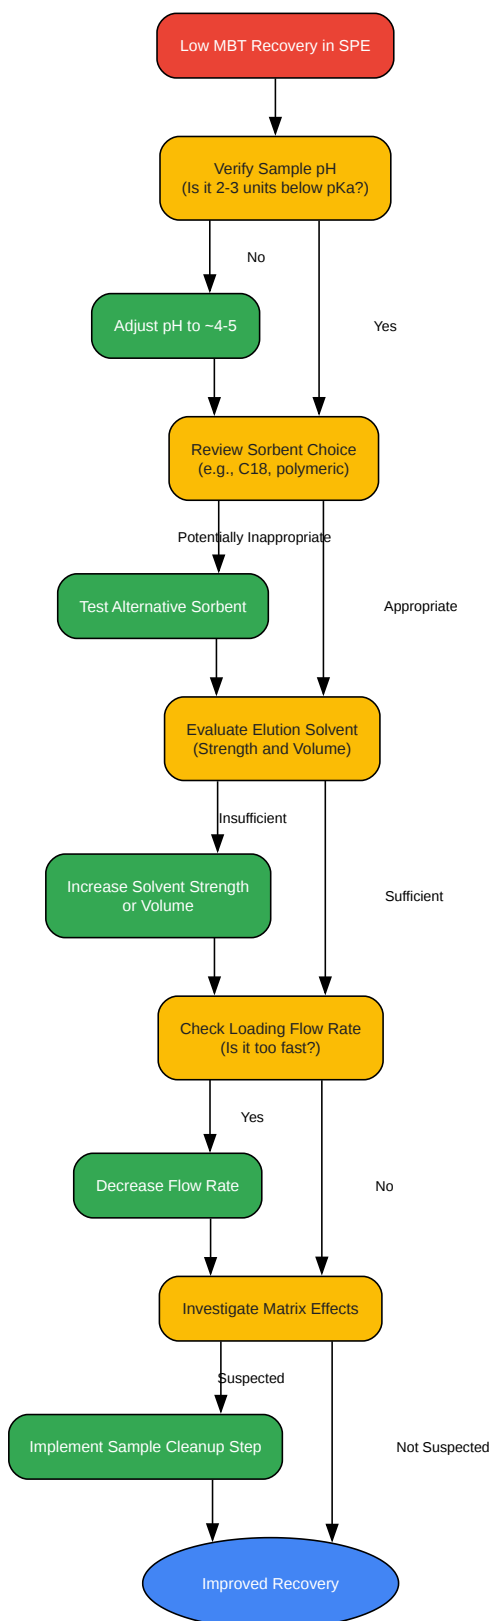 Low MBT Recovery in SPE
Verify Sample pH
(Is it 2-3 units below pKa?)
No
Adjust pH to ~4-5
Yes
Review Sorbent Choice
(e.g., C18, polymeric)
Potentially Inappropriate
Test Alternative Sorbent
Appropriate
Evaluate Elution Solvent
(Strength and Volume)
Insufficient
Increase Solvent Strength
or Volume
Sufficient
Check Loading Flow Rate
(Is it too fast?)
Yes
Decrease Flow Rate
No
Investigate Matrix Effects
Suspected
Implement Sample Cleanup Step
Not Suspected
Improved Recovery